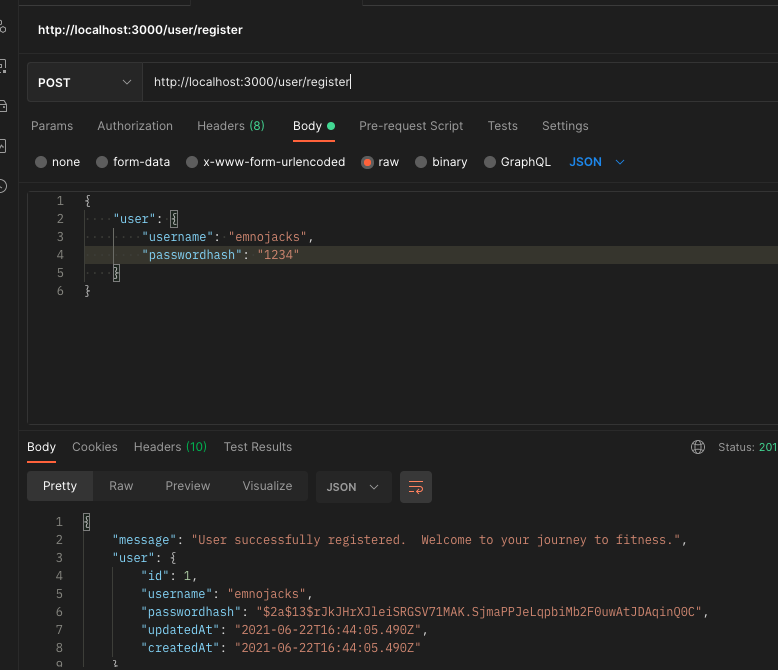 http://localhost:3000/user/register
POST http://localhost:3000/user/register
Params Authorization Headers (8) Body Pre-request Script Tests Settings
none form-data x-www-form-urlencoded raw binary GraphQL JSON
1 {
2 "user": {
3 "username": "emnojacks",
4 "passwordhash": "1234"
5 }
6 }
Body Cookies Headers (10) Test Results Status: 201
Pretty Raw Preview Visualize JSON
1 {
2 "message": "User successfully registered.  Welcome to your journey to fitness.",
3 "user": {
4 "id": 1,
5 "username": "emnojacks",
6 "passwordhash": "$2a$13$rJkJHrXJleiSRGSV71MAK.SjmaPPJeLqpbiMb2F0uwAtJDAqinQ0C",
7 "updatedAt": "2021-06-22T16:44:05.490Z",
8 "createdAt": "2021-06-22T16:44:05.490Z"
9 }